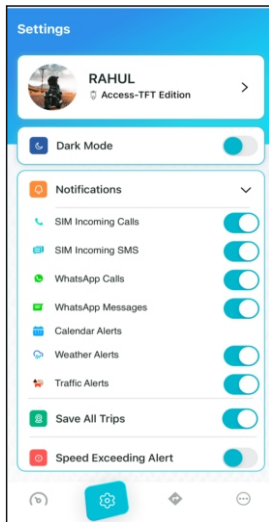 Settings
RAHUL
Access-TFT Edition
Dark Mode
Notifications
SIM Incoming Calls
SIM Incoming SMS
WhatsApp Calls
WhatsApp Messages
Calendar Alerts
Weather Alerts
Traffic Alerts
Save All Trips
Speed Exceeding Alert